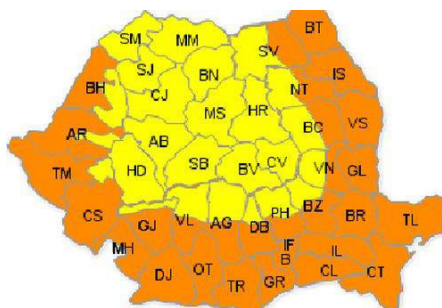 BT
SM MM SV
SJ BN IS
BH CJ NT
MS HR
AR AB BC VS
TM HD SB BV CV VN GL
CS GJ VL AG PH BZ BR TL
MH DB IF
B IL
DJ OT TR GR CL CT